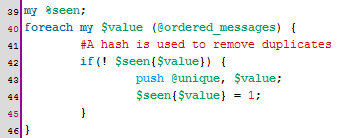 39 my %seen;
40 foreach my $value (@ordered_messages) {
41 #A hash is used to remove duplicates
42 if(! $seen{$value}) {
43 push @unique, $value;
44 $seen{$value} = 1;
45 }
46 }